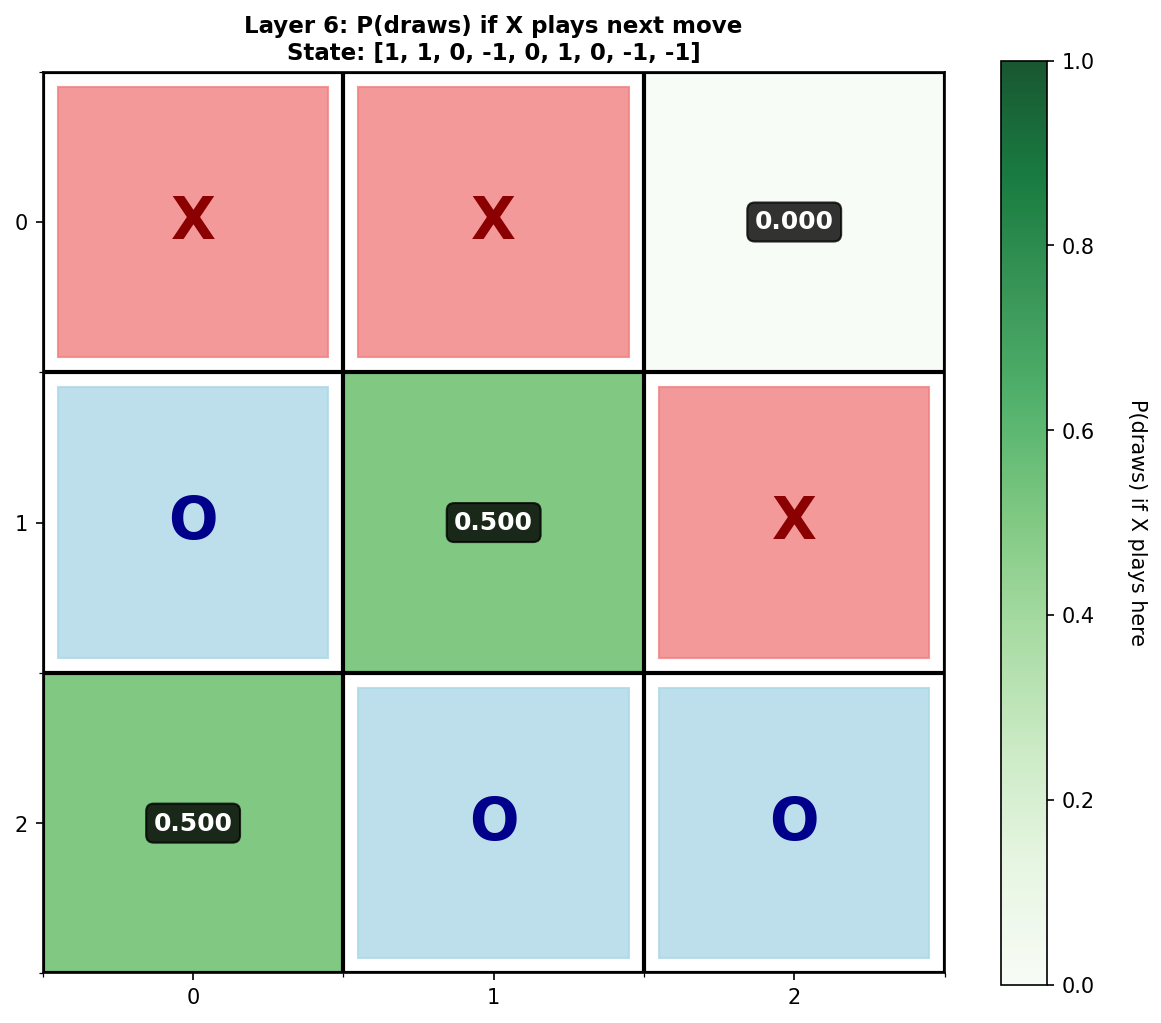 Layer 6: P(draws) if X plays next move
State: [1, 1, 0, -1, 0, 1, 0, -1, -1]
0 X X 0.000
1 O 0.500 X
2 0.500 O O
0 1 2
1.0
0.8
0.6
0.4
0.2
0.0
P(draws) if X plays here